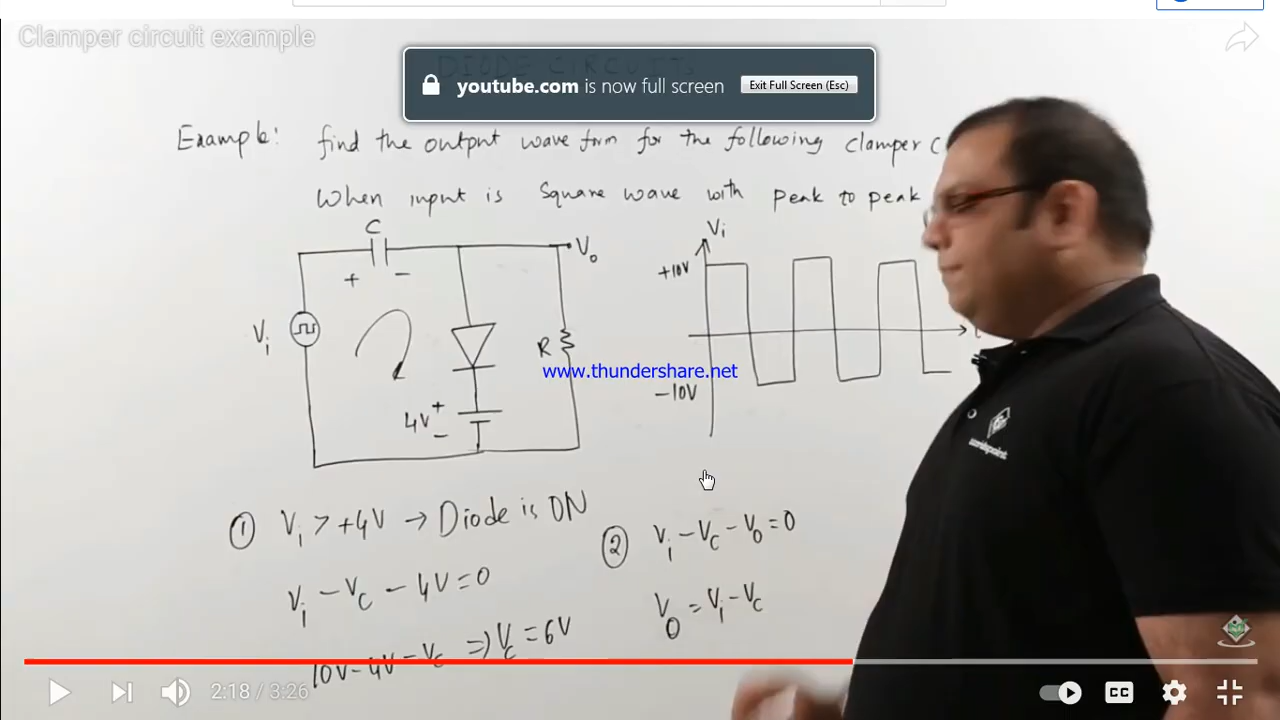 Clamper circuit example
youtube.com is now full screen
Exit Full Screen (Esc)
Example: find the output wave form for the following clamper
When input is square wave with peak to peak
C
+ −
Vo
Vi
R
4V
+
−
Vi
+10V
−10V
t
www.thundershare.net
① Vi > +4V → Diode is ON
Vi − Vc − 4V = 0
10V − 4V = Vc ⇒ Vc = 6V
② Vi − Vc − Vo = 0
Vo = Vi − Vc
2:18 / 3:26
CC